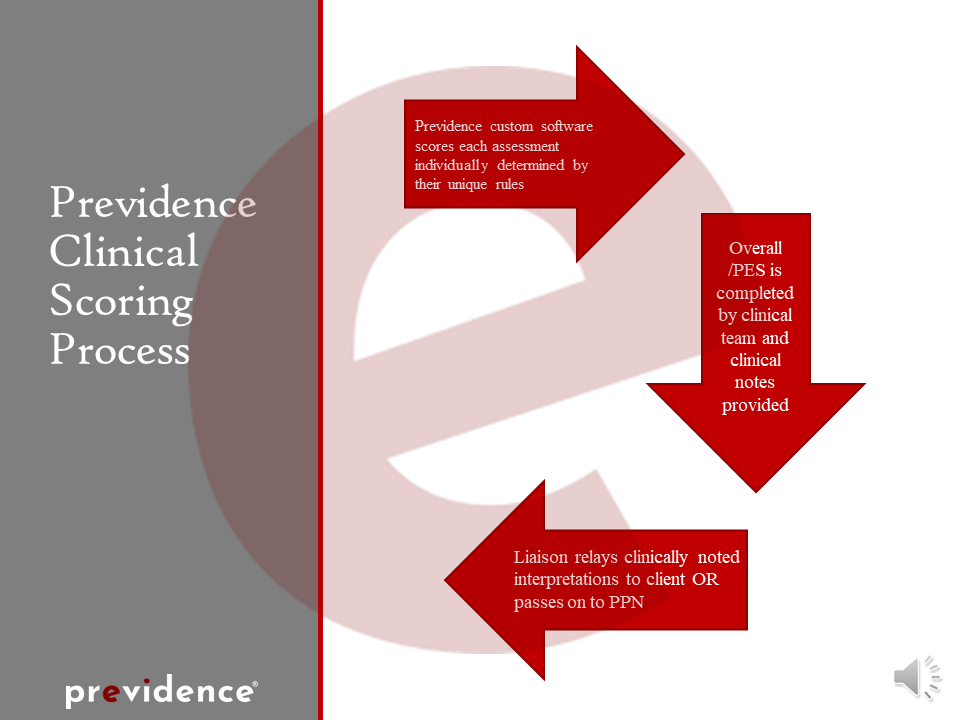 Previdence
Clinical
Scoring
Process
Previdence custom software
scores each assessment
individually determined by
their unique rules
Overall
/PES is
completed
by clinical
team and
clinical
notes
provided
Liaison relays clinically noted
interpretations to client OR
passes on to PPN
previdence®